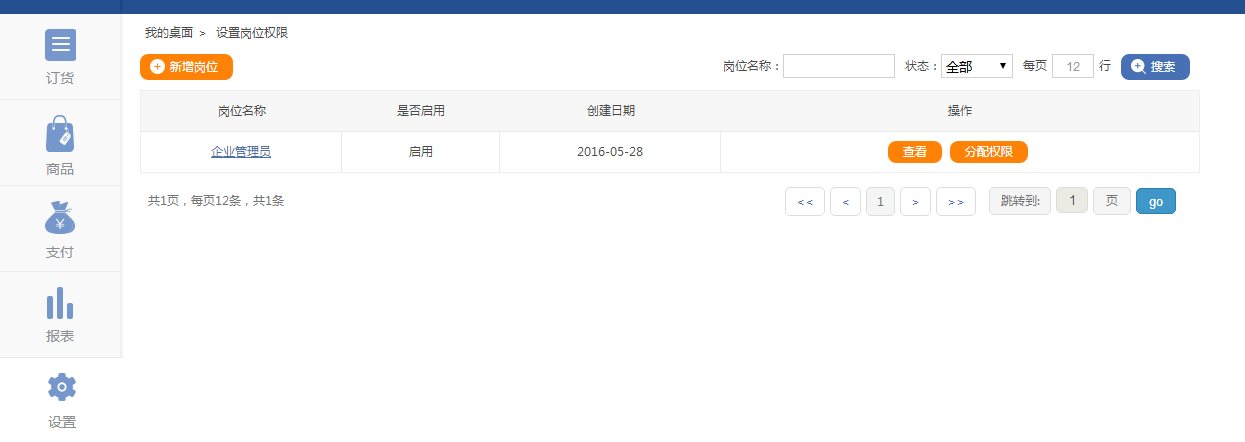 我的桌面 > 设置岗位权限
新增岗位
岗位名称： 状态：全部 每页 12 行 搜索
岗位名称 是否启用 创建日期 操作
企业管理员 启用 2016-05-28 查看 分配权限
共1页，每页12条，共1条 << < 1 > >> 跳转到: 1 页 go
订货
商品
¥
支付
报表
设置